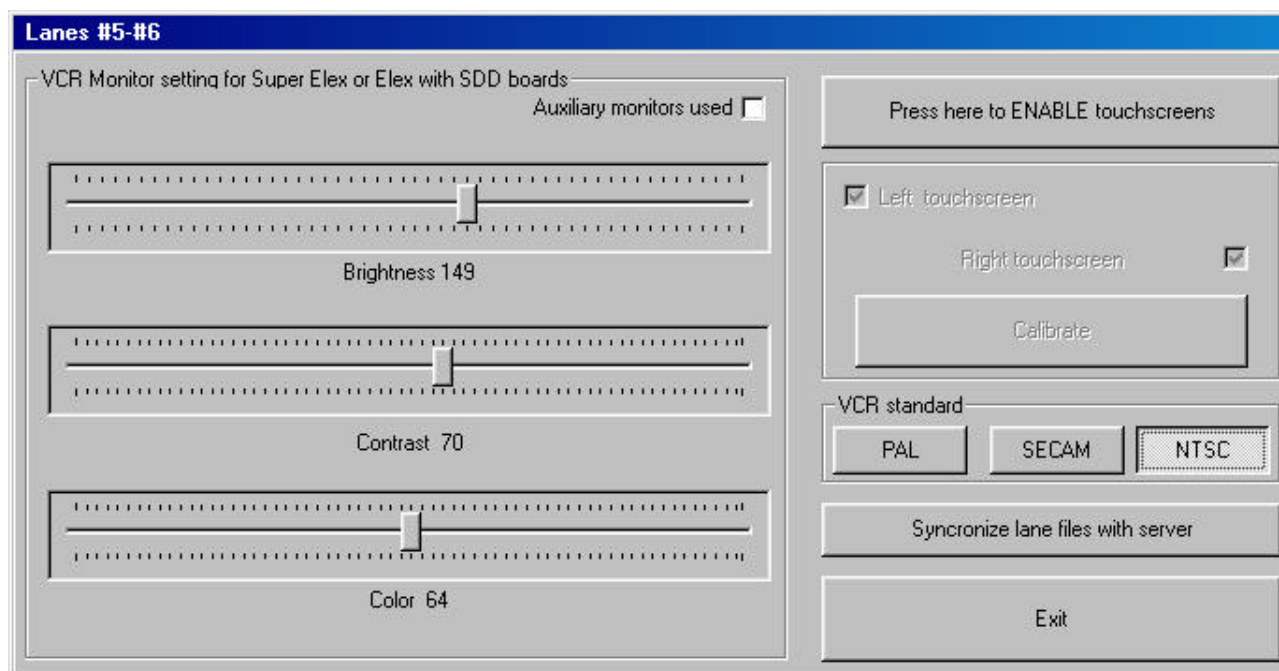 Lanes #5-#6
VCR Monitor setting for Super Elex or Elex with SDD boards
Auxiliary monitors used
Brightness 149
Contrast 70
Color 64
Press here to ENABLE touchscreens
Left touchscreen
Right touchscreen
Calibrate
VCR standard
PAL SECAM NTSC
Syncronize lane files with server
Exit